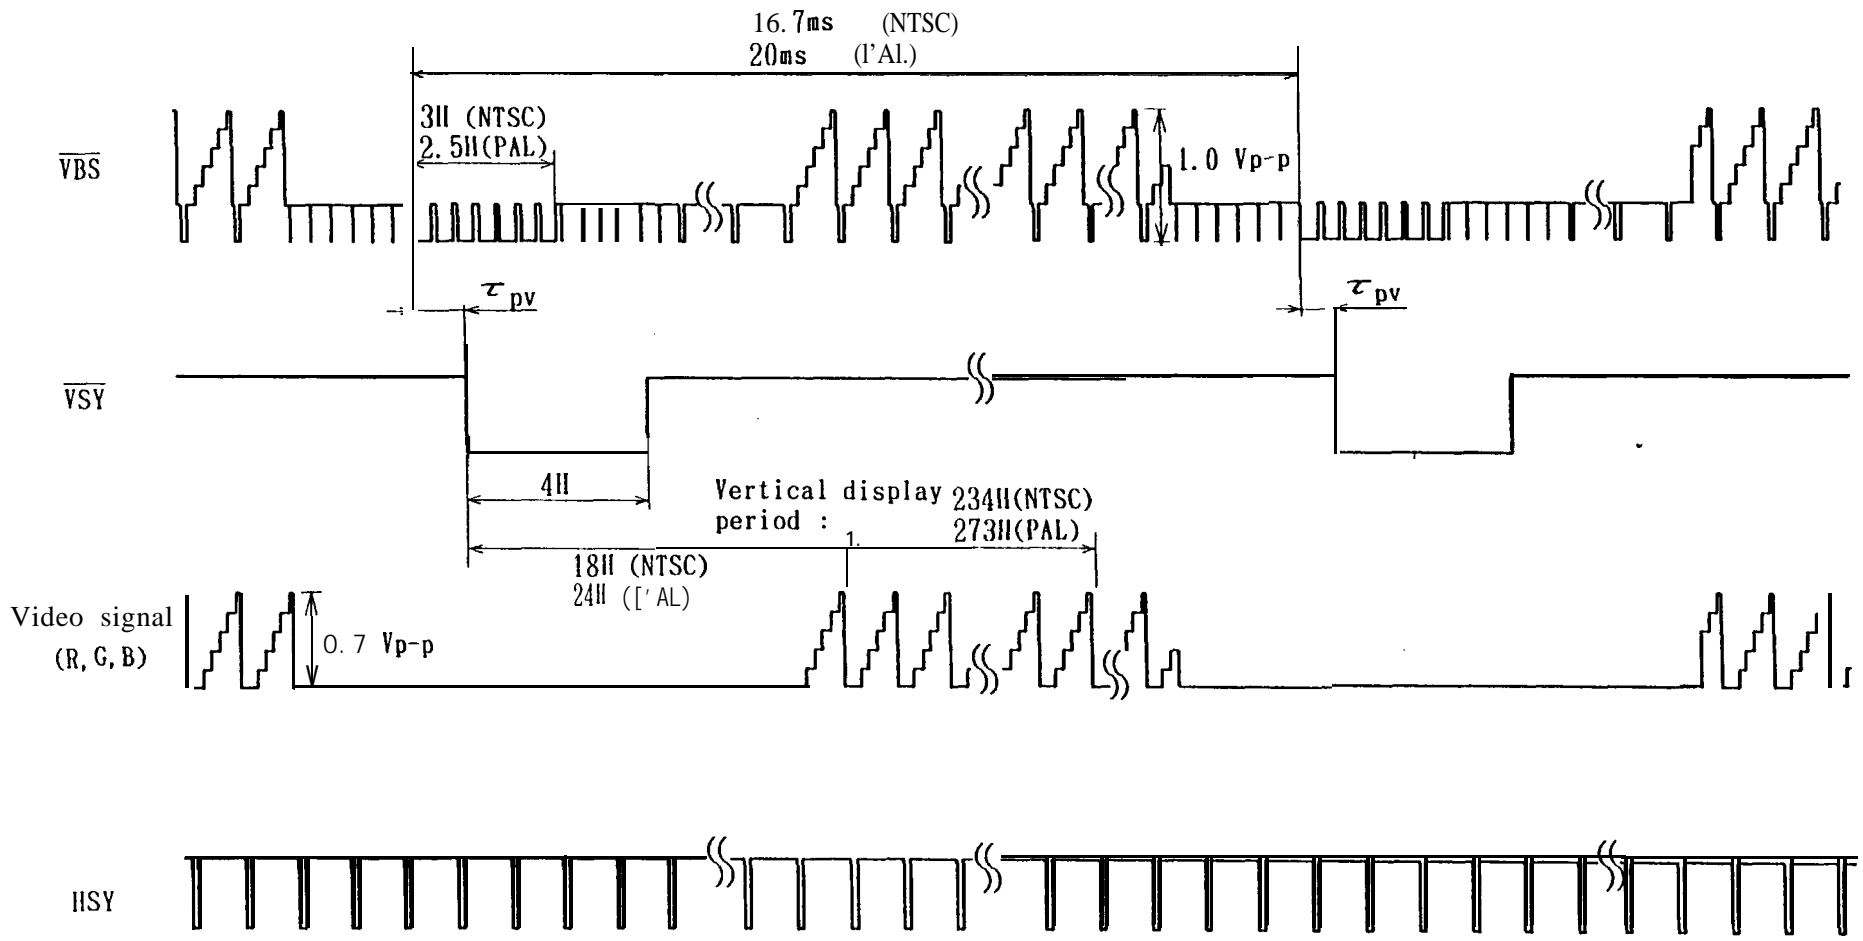 16.7ms (NTSC)
20ms (l'Al.)
3H (NTSC)
2.5H(PAL)
VBS
1.0 Vp-p
τpv
τpv
VSY
4H
Vertical display 234H(NTSC)
period : 273H(PAL)
1.
18H (NTSC)
24H (['AL)
Video signal
(R,G,B)
0.7 Vp-p
HSY